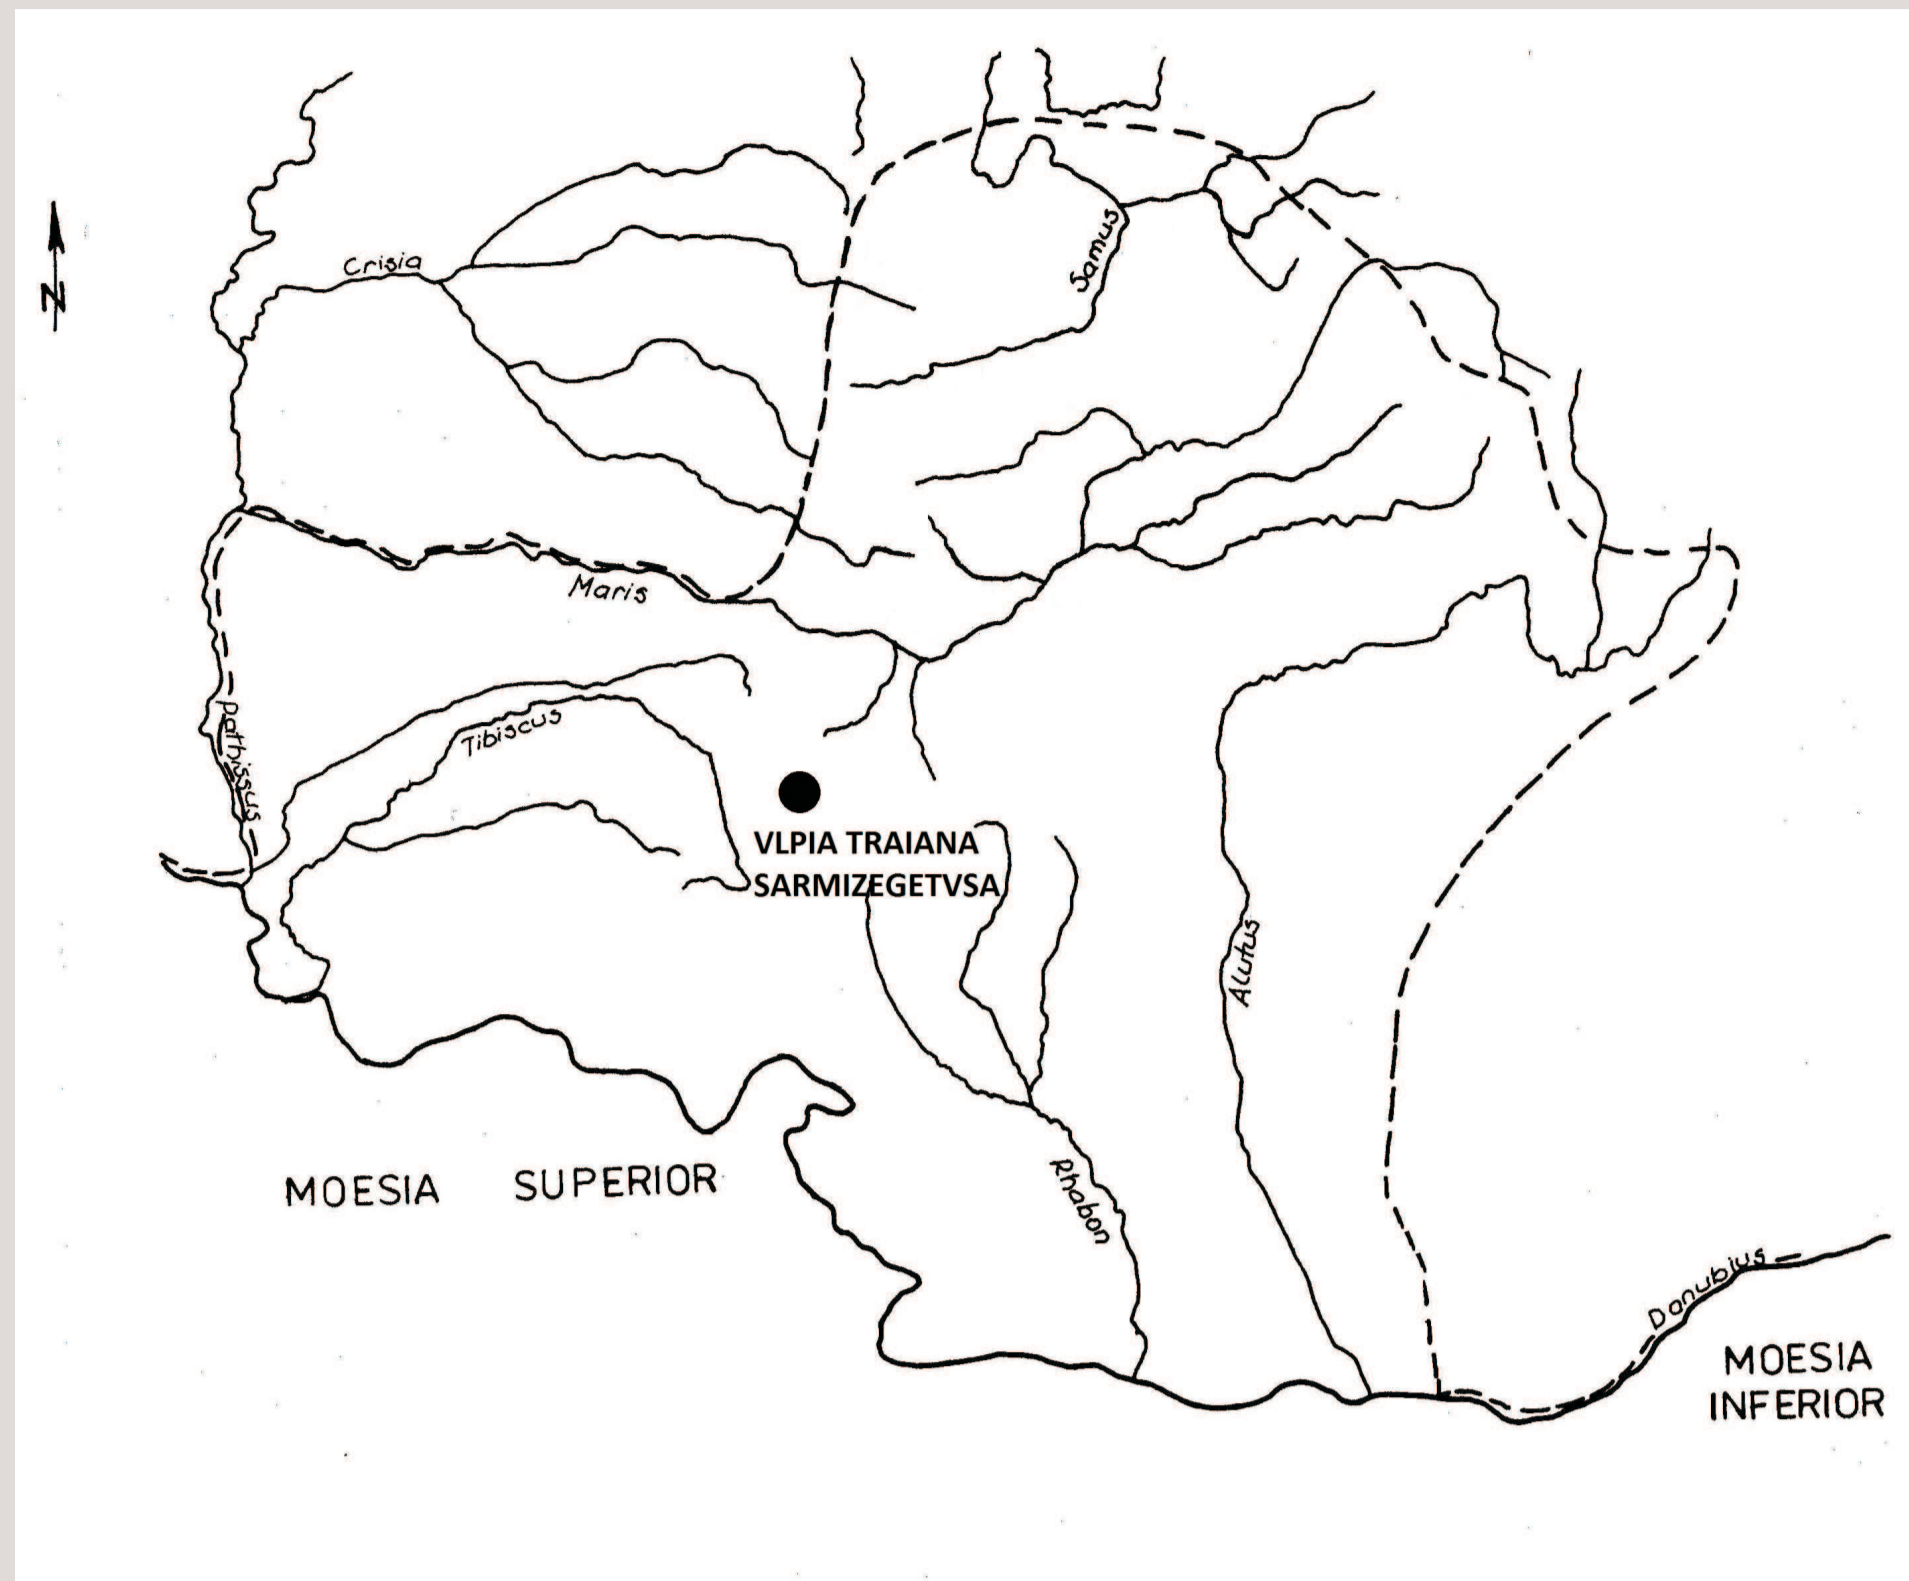 Crisia
Samus
N
Maris
Pathissus
Tibiscus
VLPIA TRAIANA
SARMIZEGETVSA
Alutus
Rhabon
MOESIA SUPERIOR
Danubius
MOESIA
INFERIOR